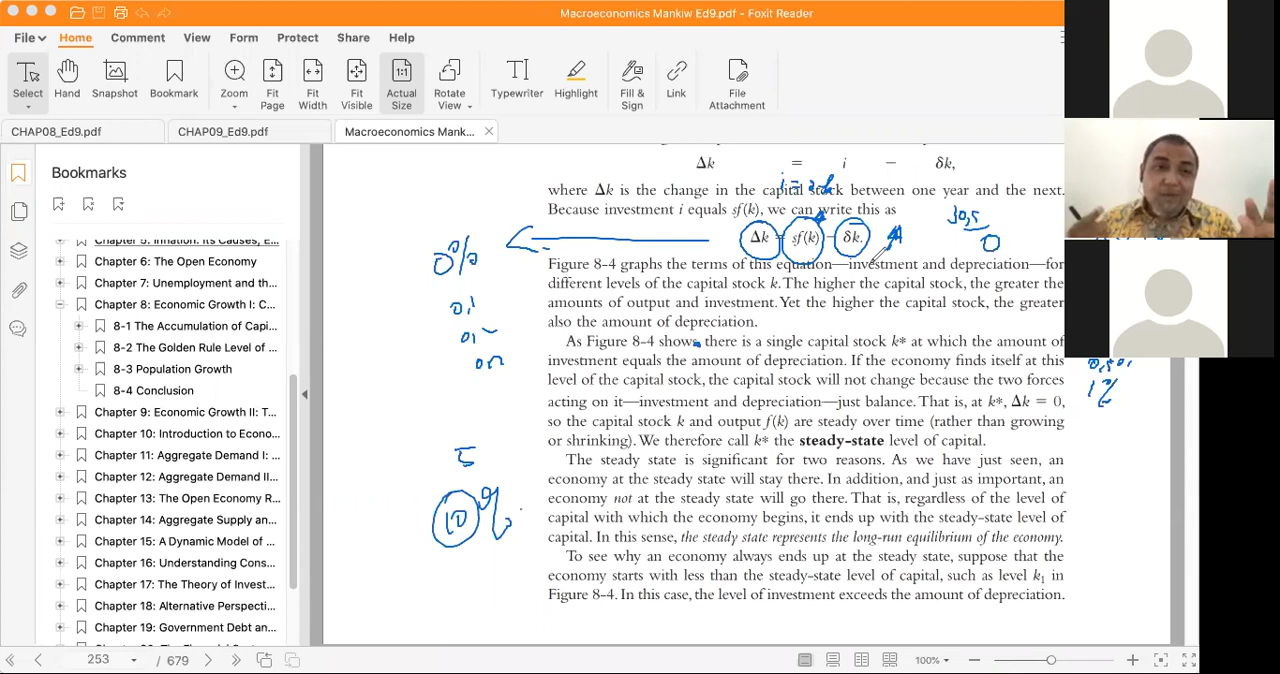 Macroeconomics Mankiw Ed9.pdf - Foxit Reader
File Home Comment View Form Protect Share Help
Select Hand Snapshot Bookmark Zoom Fit Page Fit Width Fit Visible Actual Size Rotate View Typewriter Highlight Fill & Sign Link File Attachment
CHAP08_Ed9.pdf CHAP09_Ed9.pdf Macroeconomics Mank...
Bookmarks
Chapter 5: Inflation: Its Causes, E...
Chapter 6: The Open Economy
Chapter 7: Unemployment and th...
Chapter 8: Economic Growth I: C...
8-1 The Accumulation of Capi...
8-2 The Golden Rule Level of ...
8-3 Population Growth
8-4 Conclusion
Chapter 9: Economic Growth II: T...
Chapter 10: Introduction to Econo...
Chapter 11: Aggregate Demand I: ...
Chapter 12: Aggregate Demand II...
Chapter 13: The Open Economy R...
Chapter 14: Aggregate Supply an...
Chapter 15: A Dynamic Model of ...
Chapter 16: Understanding Cons...
Chapter 17: The Theory of Invest...
Chapter 18: Alternative Perspecti...
Chapter 19: Government Debt an...
Δk = i − δk,
where Δk is the change in the capital stock between one year and the next.
Because investment i equals sf(k), we can write this as
30,5
0
Δk = sf(k) − δk.
0%
Figure 8-4 graphs the terms of this equation—investment and depreciation—for
different levels of the capital stock k. The higher the capital stock, the greater the
0,1
amounts of output and investment. Yet the higher the capital stock, the greater
also the amount of depreciation.
As Figure 8-4 shows, there is a single capital stock k* at which the amount of
investment equals the amount of depreciation. If the economy finds itself at this
level of the capital stock, the capital stock will not change because the two forces
1%
acting on it—investment and depreciation—just balance. That is, at k*, Δk = 0,
so the capital stock k and output f(k) are steady over time (rather than growing
or shrinking). We therefore call k* the steady-state level of capital.
5
The steady state is significant for two reasons. As we have just seen, an
economy at the steady state will stay there. In addition, and just as important, an
economy not at the steady state will go there. That is, regardless of the level of
10%
capital with which the economy begins, it ends up with the steady-state level of
capital. In this sense, the steady state represents the long-run equilibrium of the economy.
To see why an economy always ends up at the steady state, suppose that the
economy starts with less than the steady-state level of capital, such as level k₁ in
Figure 8-4. In this case, the level of investment exceeds the amount of depreciation.
253 / 679 100%